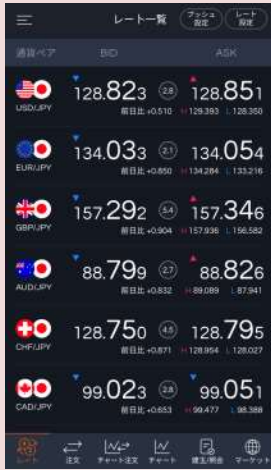 レート一覧
プッシュ設定
レート設定
通貨ペア BID ASK
128.823 2.8 128.851
USD/JPY 前日比 +0.510 H 129.393 L 128.350
134.033 2.1 134.054
EUR/JPY 前日比 +0.850 H 134.284 L 133.216
157.292 5.4 157.346
GBP/JPY 前日比 +0.904 H 157.936 L 156.582
88.799 2.7 88.826
AUD/JPY 前日比 +0.832 H 89.089 L 87.941
128.750 4.5 128.795
CHF/JPY 前日比 +0.871 H 128.954 L 128.027
99.023 2.8 99.051
CAD/JPY 前日比 +0.653 H 99.477 L 98.388
レート 注文 チャート注文 チャート 建玉/照会 マーケット